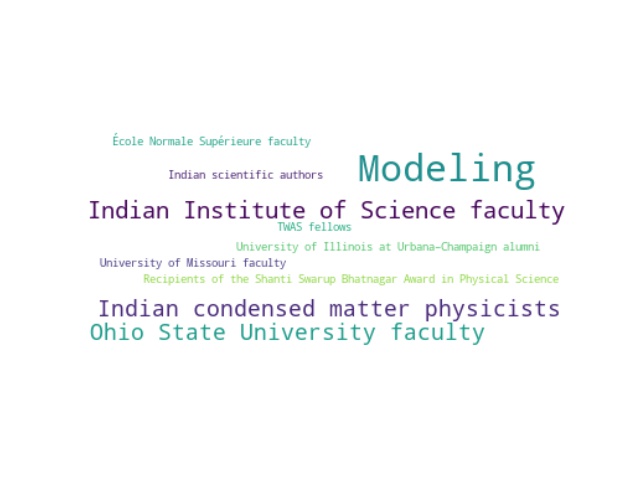 École Normale Supérieure faculty
Modeling
Indian scientific authors
Indian Institute of Science faculty
TWAS fellows
University of Illinois at Urbana–Champaign alumni
University of Missouri faculty
Recipients of the Shanti Swarup Bhatnagar Award in Physical Science
Indian condensed matter physicists
Ohio State University faculty